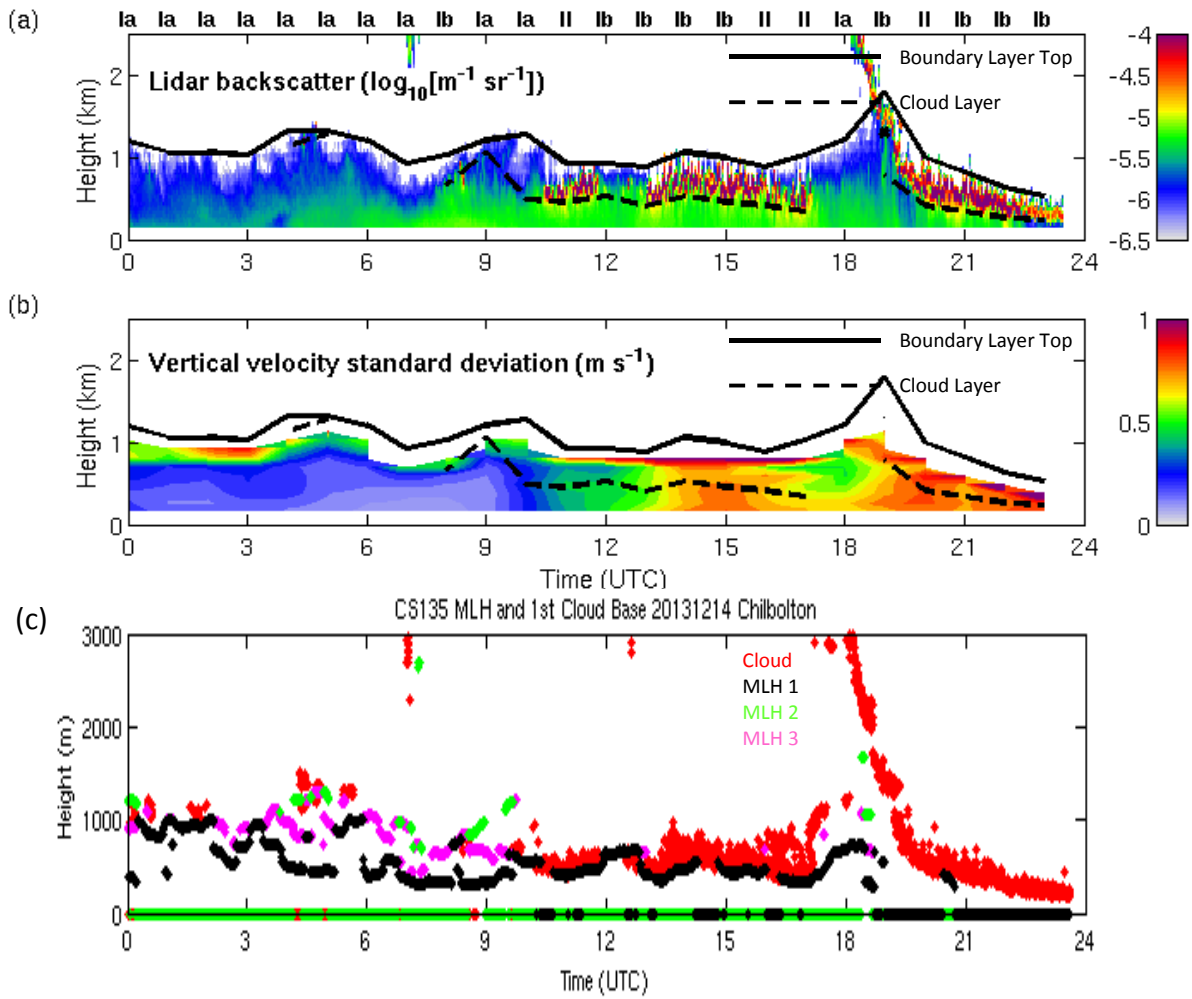 (a)
Ia Ia Ia Ia Ia Ia Ia Ia Ib Ia Ia II Ib Ib Ib Ib II II Ia Ib II Ib Ib Ib
Lidar backscatter (log10[m-1 sr-1])
Boundary Layer Top
Cloud Layer
Height (km)
2
1
0
0 3 6 9 12 15 18 21 24
-4
-4.5
-5
-5.5
-6
-6.5
(b)
Vertical velocity standard deviation (m s-1)
Boundary Layer Top
Cloud Layer
Height (km)
2
1
0
0 3 6 9 12 15 18 21 24
Time (UTC)
1
0.5
0
(c)
CS135 MLH and 1st Cloud Base 20131214 Chilbolton
Cloud
MLH 1
MLH 2
MLH 3
Height (m)
3000
2000
1000
0
0 3 6 9 12 15 18 21 24
Time (UTC)